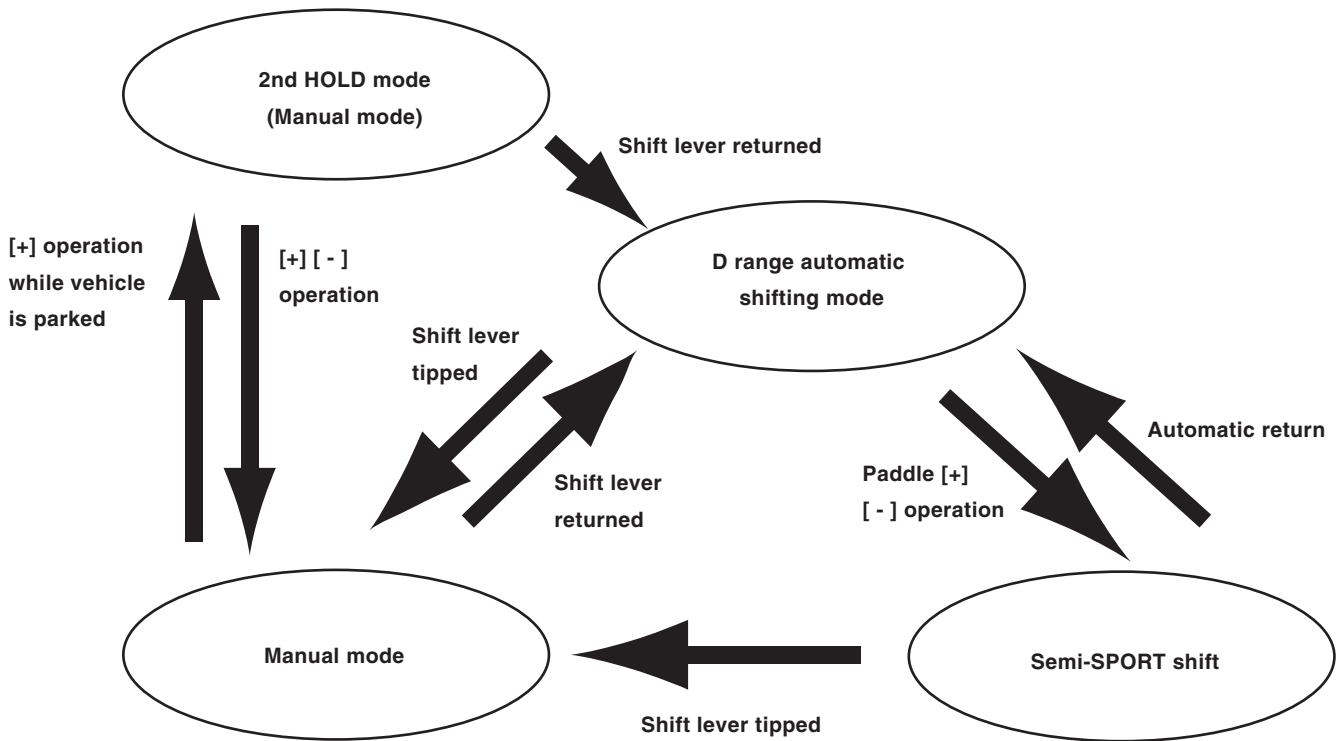 2nd HOLD mode
(Manual mode)
Shift lever returned
[+] operation
while vehicle
is parked
[+] [ - ]
operation
D range automatic
shifting mode
Shift lever
tipped
Shift lever
returned
Automatic return
Paddle [+]
[ - ] operation
Manual mode
Semi-SPORT shift
Shift lever tipped